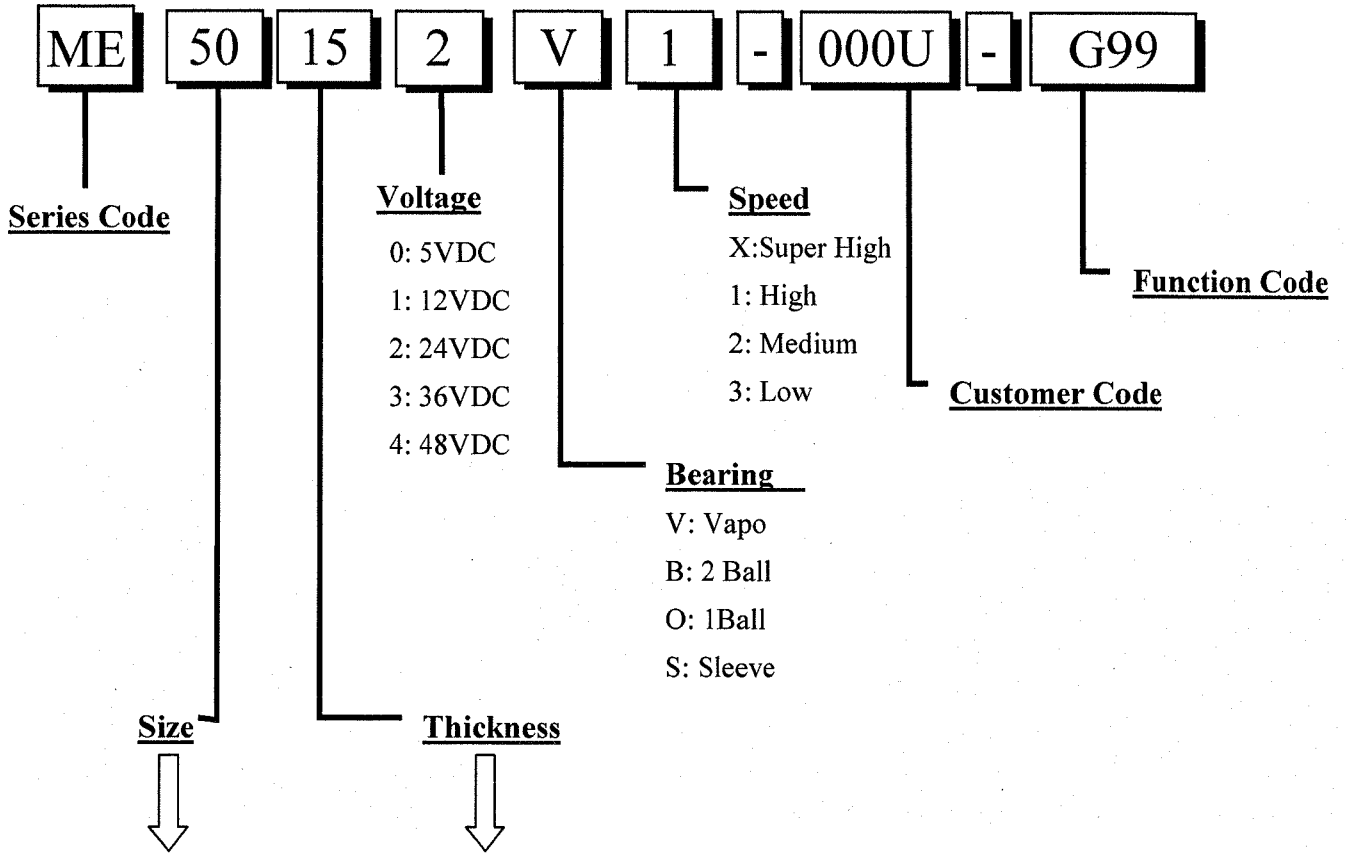 ME 50 15 2 V 1 - 000U - G99
Series Code
Voltage
0: 5VDC
1: 12VDC
2: 24VDC
3: 36VDC
4: 48VDC
Speed
X:Super High
1: High
2: Medium
3: Low
Function Code
Customer Code
Bearing
V: Vapo
B: 2 Ball
O: 1Ball
S: Sleeve
Size
Thickness